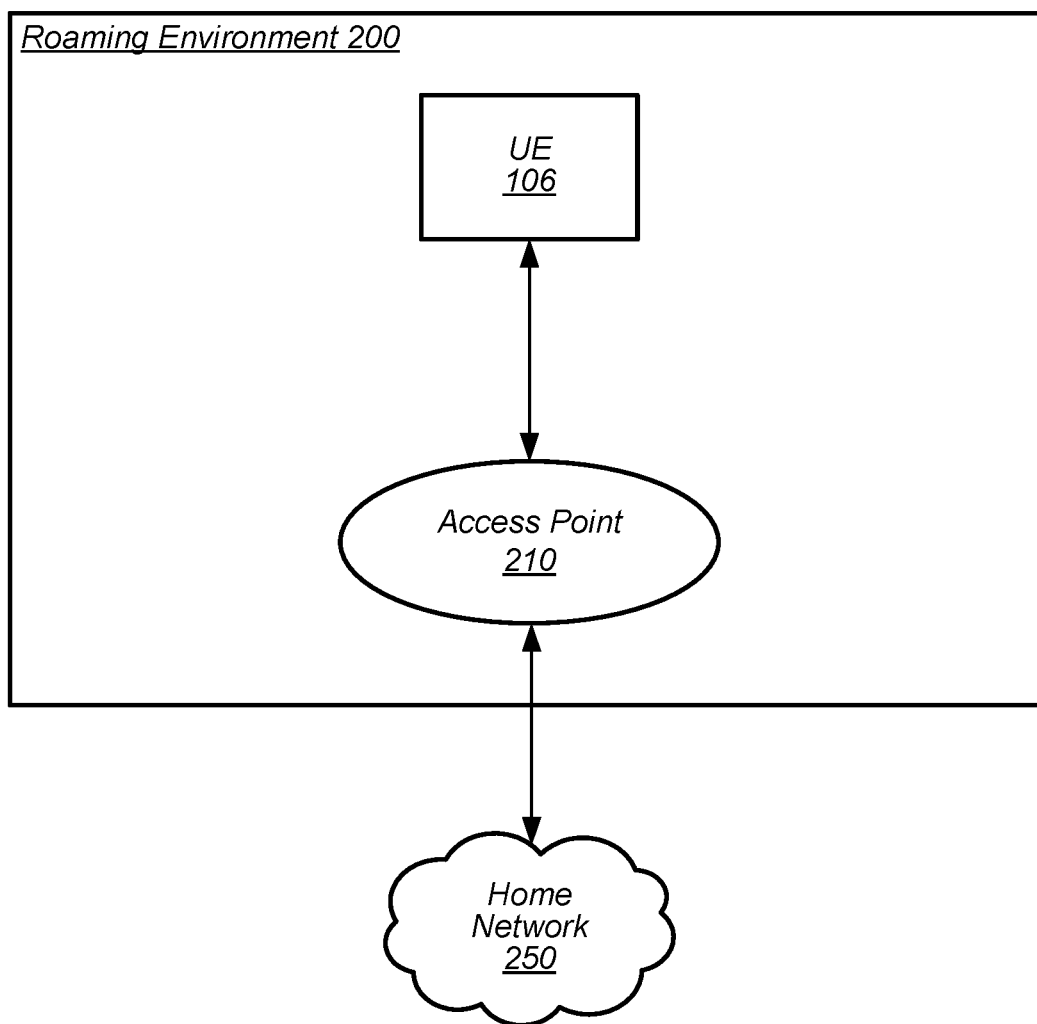 Roaming Environment 200
UE
106
Access Point
210
Home
Network
250